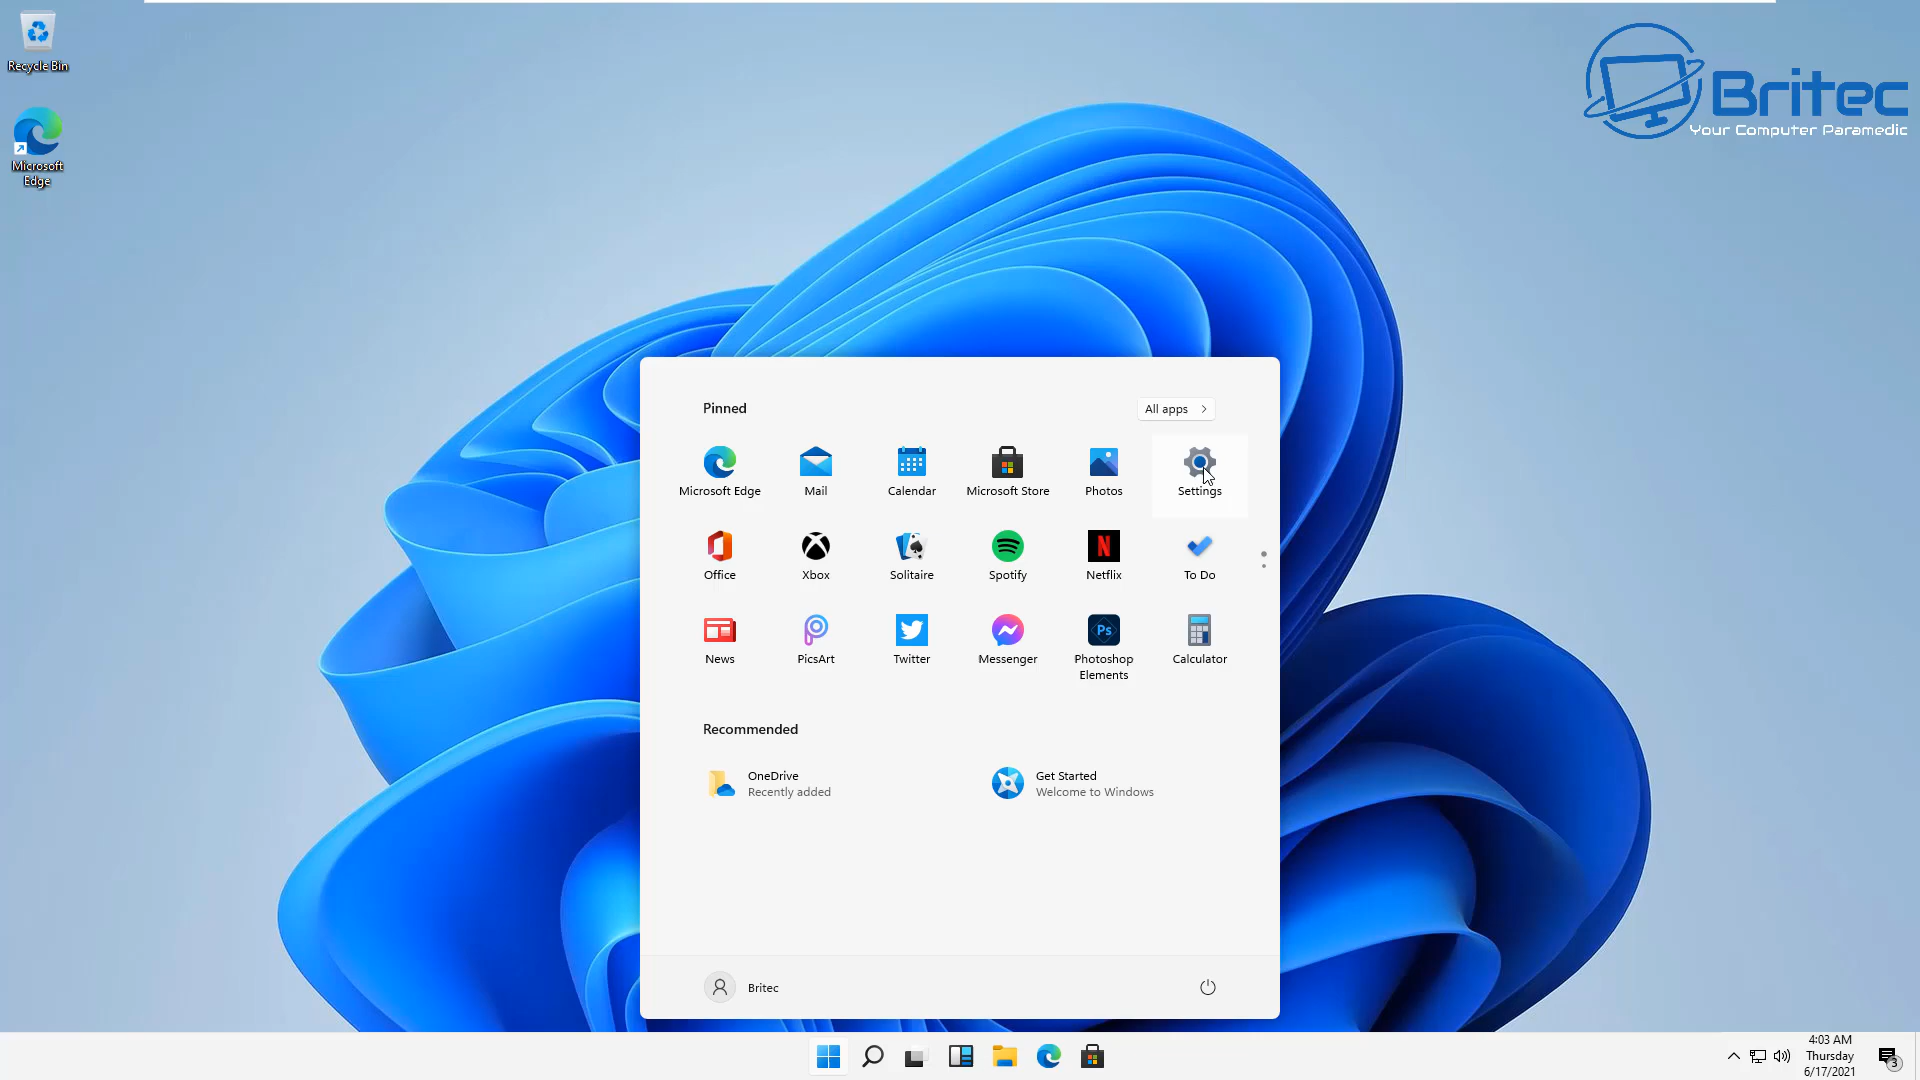 Recycle Bin
Microsoft
Edge
Britec
Your Computer Paramedic
Pinned
All apps
Microsoft Edge
Mail
Calendar
Microsoft Store
Photos
Settings
Office
Xbox
Solitaire
Spotify
Netflix
To Do
News
PicsArt
Twitter
Messenger
Ps
Photoshop
Elements
Calculator
Recommended
OneDrive
Recently added
Get Started
Welcome to Windows
Britec
4:03 AM
Thursday
6/17/2021
3